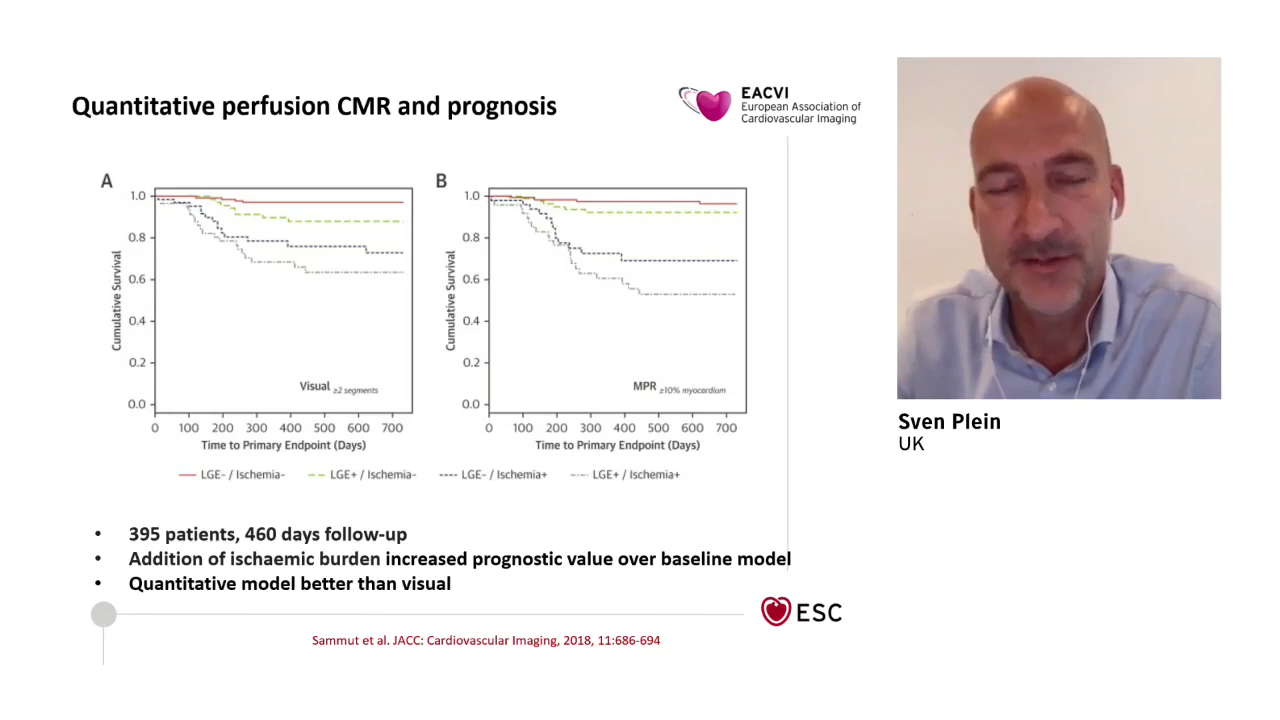 Quantitative perfusion CMR and prognosis
EACVI
European Association of
Cardiovascular Imaging
A
Cumulative Survival
1.0
0.8
0.6
0.4
0.2
0.0
Visual ≥2 segments
0 100 200 300 400 500 600 700
Time to Primary Endpoint (Days)
B
Cumulative Survival
1.0
0.8
0.6
0.4
0.2
0.0
MPR ≥10% myocardium
0 100 200 300 400 500 600 700
Time to Primary Endpoint (Days)
LGE− / Ischemia− LGE+ / Ischemia− LGE− / Ischemia+ LGE+ / Ischemia+
• 395 patients, 460 days follow-up
• Addition of ischaemic burden increased prognostic value over baseline model
• Quantitative model better than visual
ESC
Sammut et al. JACC: Cardiovascular Imaging, 2018, 11:686-694
Sven Plein
UK